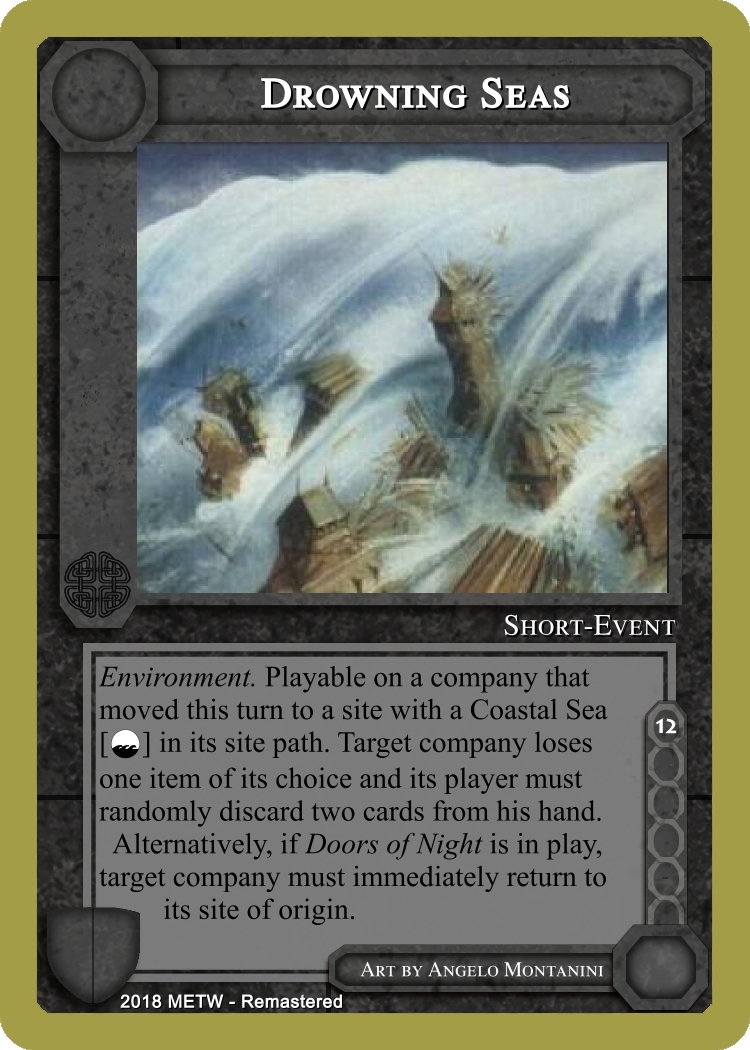 Drowning Seas
Short-Event
Environment. Playable on a company that
moved this turn to a site with a Coastal Sea
[ ] in its site path. Target company loses
one item of its choice and its player must
randomly discard two cards from his hand.
Alternatively, if Doors of Night is in play,
target company must immediately return to
its site of origin.
12
Art by Angelo Montanini
2018 METW - Remastered